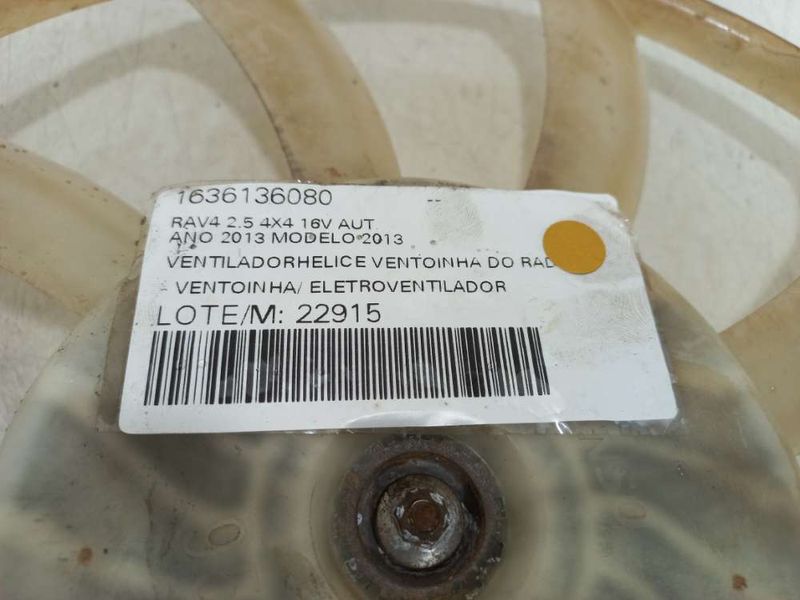 1636136080 --
RAV4 2.5 4X4 16V AUT.
ANO 2013 MODELO 2013
VENTILADORHELICE VENTOINHA DO RAD
- VENTOINHA/ ELETROVENTILADOR
LOTE/M: 22915